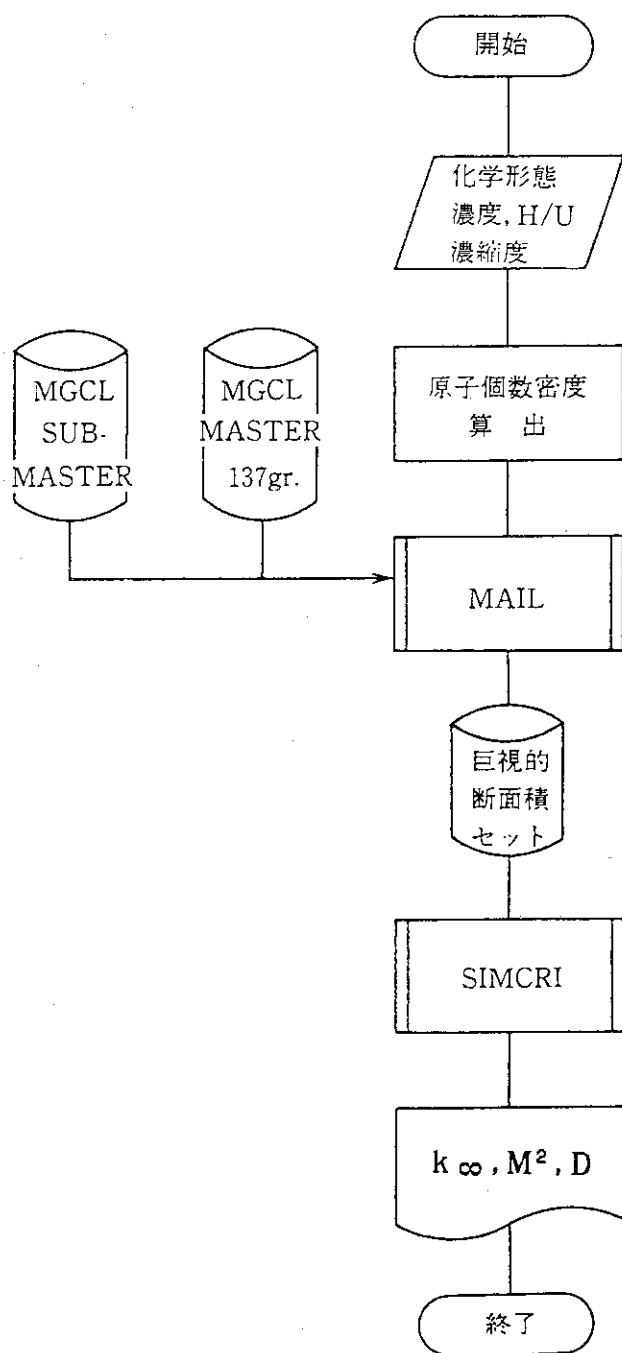 開始
化学形態
濃度, H/U
濃縮度
原子個数密度
算 出
MGCL
SUB-
MASTER
MGCL
MASTER
137gr.
MAIL
巨視的
断面積
セット
SIMCRI
k∞, M², D
終了